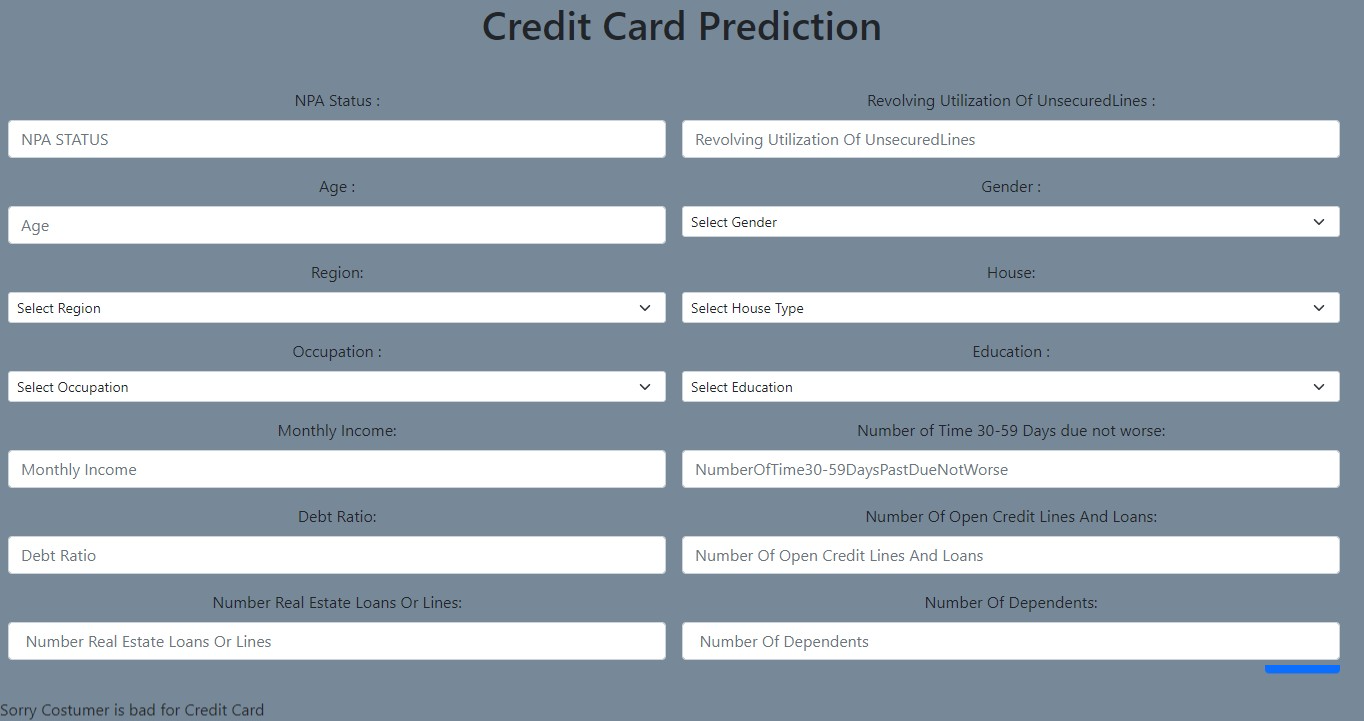 Credit Card Prediction
NPA Status :
Revolving Utilization Of UnsecuredLines :
NPA STATUS
Revolving Utilization Of UnsecuredLines
Age :
Gender :
Age
Select Gender
Region:
House:
Select Region
Select House Type
Occupation :
Education :
Select Occupation
Select Education
Monthly Income:
Number of Time 30-59 Days due not worse:
Monthly Income
NumberOfTime30-59DaysPastDueNotWorse
Debt Ratio:
Number Of Open Credit Lines And Loans:
Debt Ratio
Number Of Open Credit Lines And Loans
Number Real Estate Loans Or Lines:
Number Of Dependents:
Number Real Estate Loans Or Lines
Number Of Dependents
Sorry Costumer is bad for Credit Card